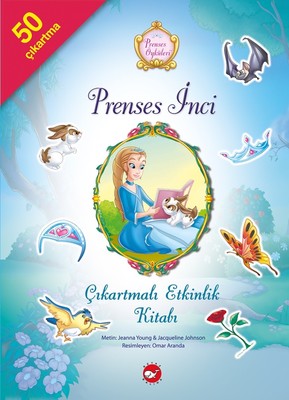 50
çıkartma
Prenses
Öyküleri
Prenses İnci
Çıkartmalı Etkinlik
Kitabı
Metin: Jeanna Young & Jacqueline Johnson
Resimleyen: Omar Aranda